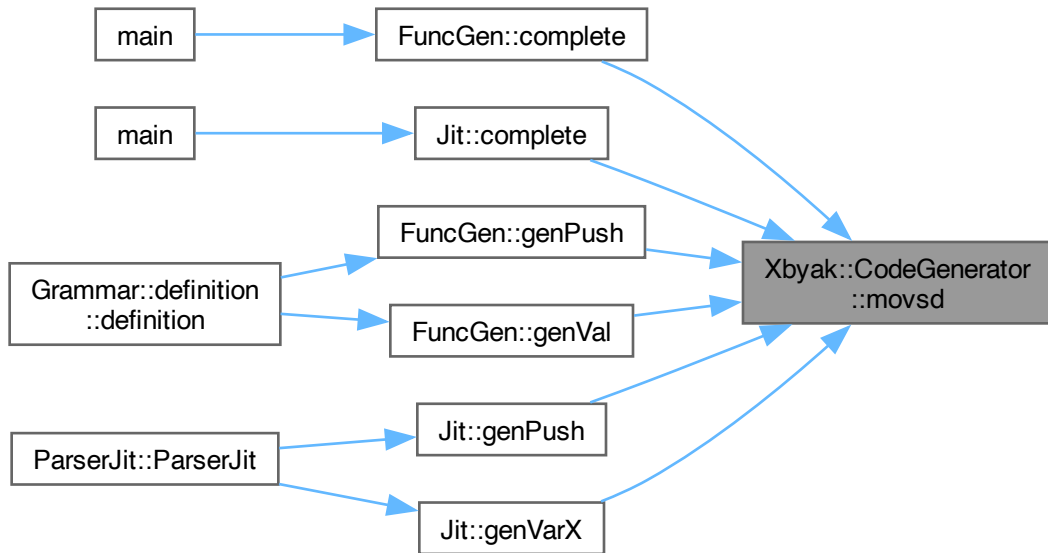 main
FuncGen::complete
main
Jit::complete
FuncGen::genPush
Xbyak::CodeGenerator
::movsd
Grammar::definition
::definition
FuncGen::genVal
Jit::genPush
ParserJit::ParserJit
Jit::genVarX